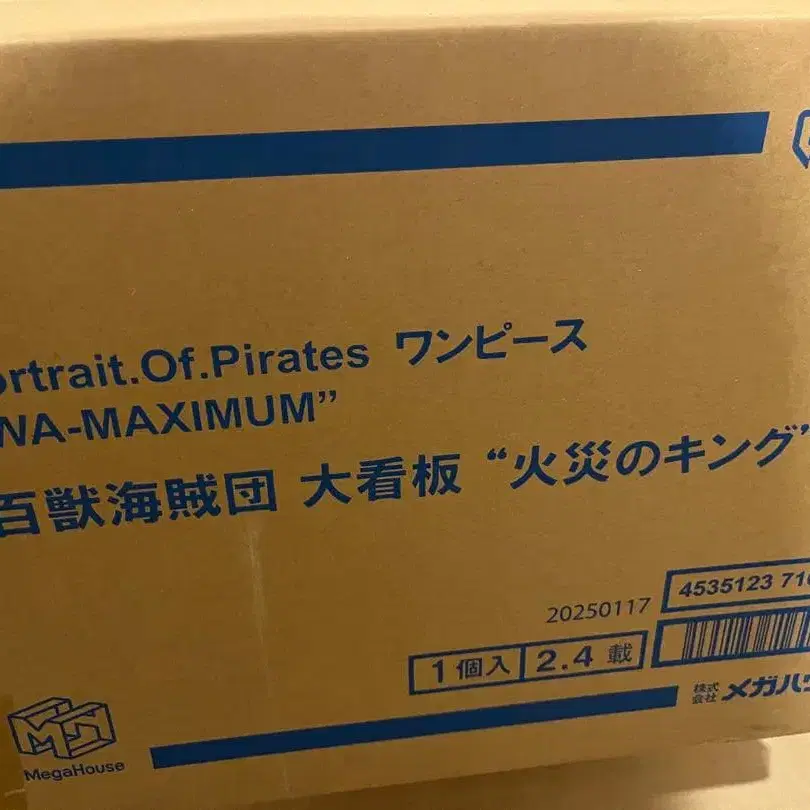 ortrait.Of.Pirates ワンピース
WA-MAXIMUM”
百獣海賊団 大看板 “火災のキング”
20250117
4535123 71
1個入 2.4 載
株式会社 メガハウ
MegaHouse